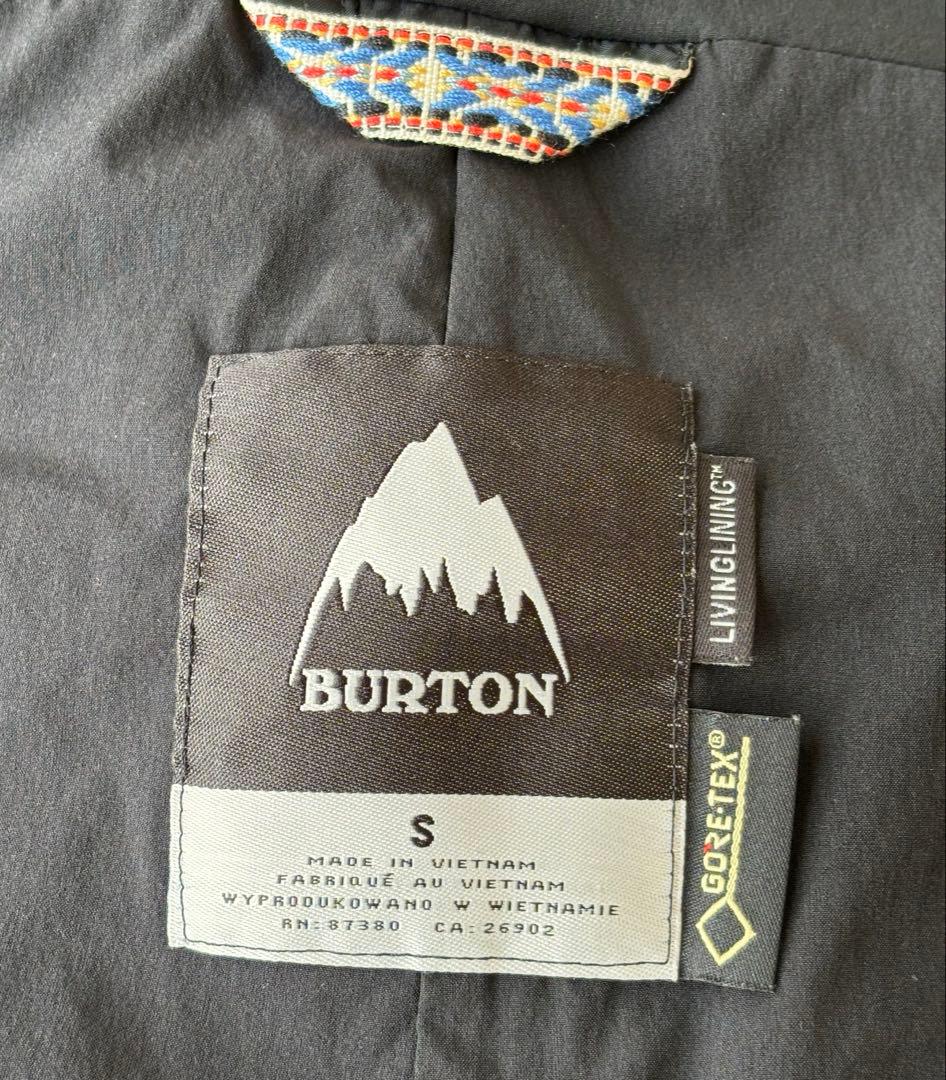 BURTON
S
MADE IN VIETNAM
FABRIQUÉ AU VIETNAM
WYPRODUKOWANO W WIETNAMIE
RN:87380 CA:26902
LIVINGLINING™
GORE-TEX®